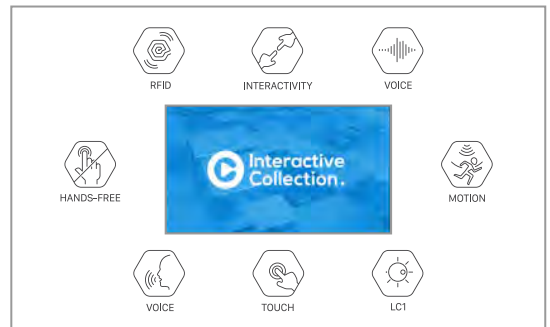 RFID
INTERACTIVITY
VOICE
Interactive
Collection.
HANDS-FREE
MOTION
VOICE
TOUCH
LC1